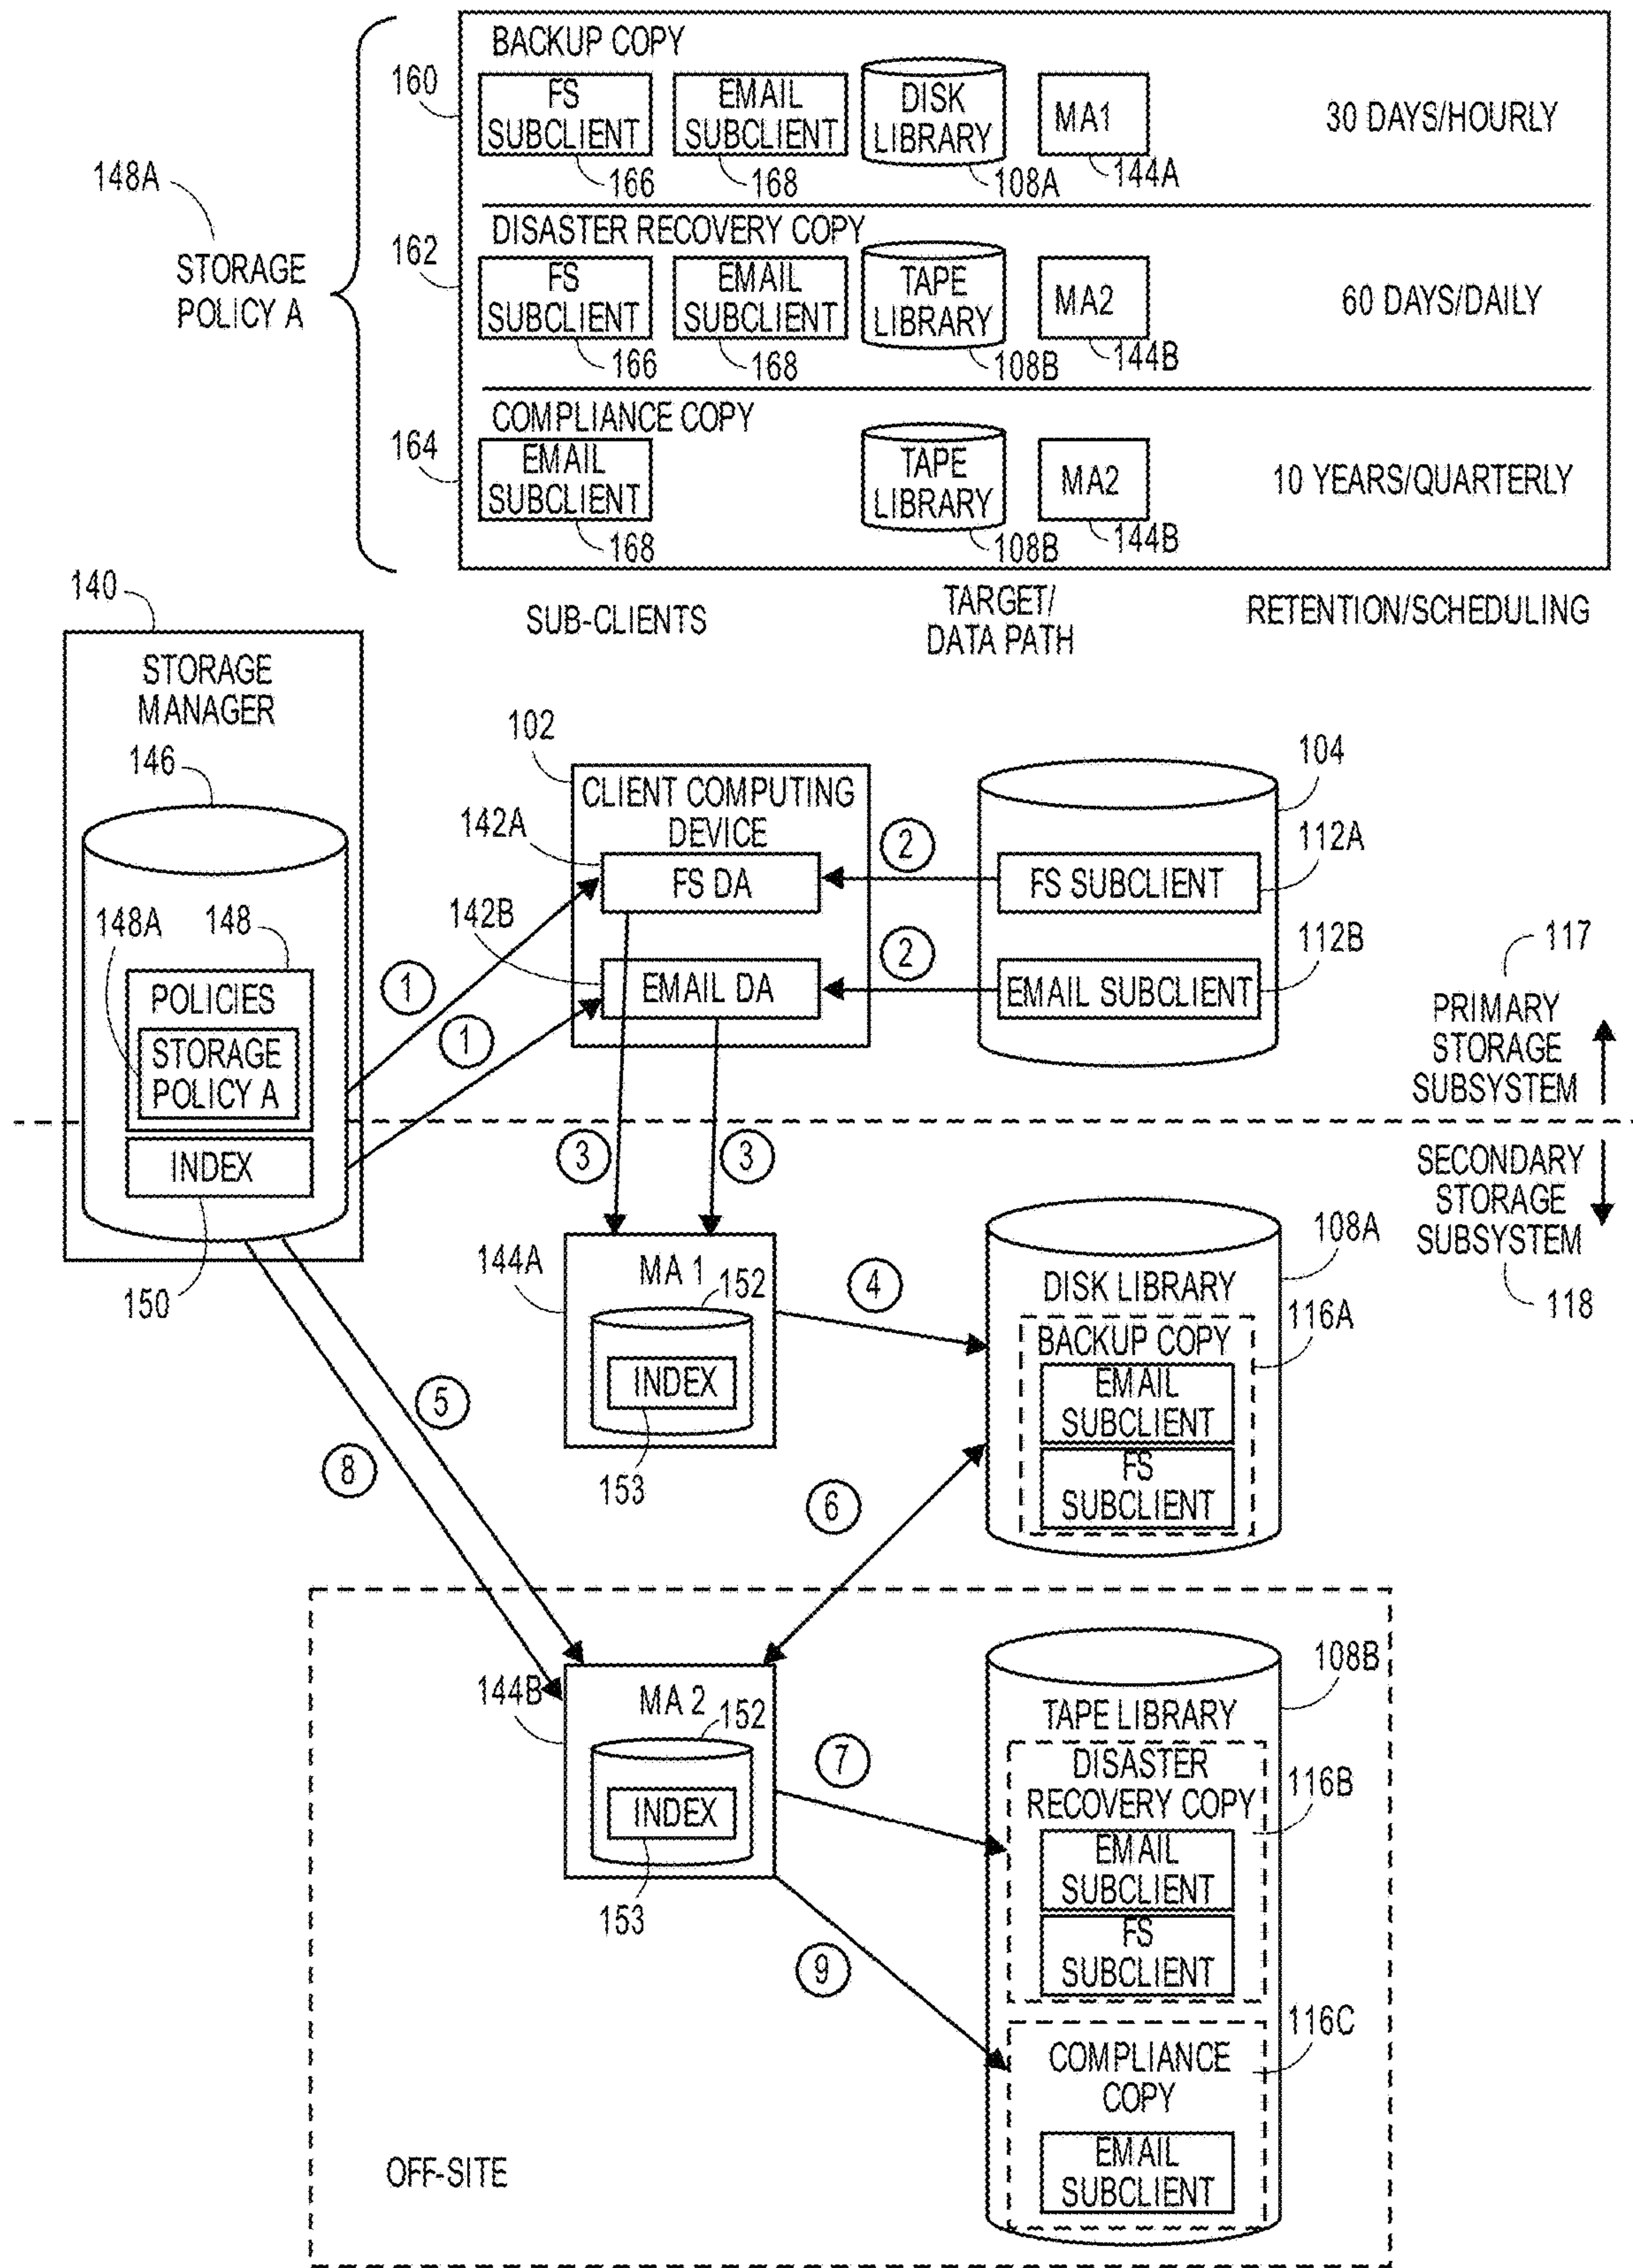 BACKUP COPY
160
FS
SUBCLIENT
166
EMAIL
SUBCLIENT
168
DISK
LIBRARY
108A
MA1
144A
30 DAYS/HOURLY
148A
STORAGE
POLICY A
DISASTER RECOVERY COPY
162
FS
SUBCLIENT
166
EMAIL
SUBCLIENT
168
TAPE
LIBRARY
108B
MA2
144B
60 DAYS/DAILY
COMPLIANCE COPY
164
EMAIL
SUBCLIENT
168
TAPE
LIBRARY
108B
MA2
144B
10 YEARS/QUARTERLY
SUB-CLIENTS
TARGET/
DATA PATH
RETENTION/SCHEDULING
140
STORAGE
MANAGER
146
148A
148
POLICIES
STORAGE
POLICY A
INDEX
150
102
CLIENT COMPUTING
DEVICE
142A
FS DA
142B
EMAIL DA
104
112A
FS SUBCLIENT
112B
EMAIL SUBCLIENT
1
1
2
2
117
PRIMARY
STORAGE
SUBSYSTEM
SECONDARY
STORAGE
SUBSYSTEM
118
3
3
144A
MA 1
152
INDEX
153
4
108A
DISK LIBRARY
116A
BACKUP COPY
EMAIL
SUBCLIENT
FS
SUBCLIENT
5
8
6
144B
MA 2
152
INDEX
153
7
9
108B
TAPE LIBRARY
DISASTER
RECOVERY COPY
116B
EMAIL
SUBCLIENT
FS
SUBCLIENT
116C
COMPLIANCE
COPY
EMAIL
SUBCLIENT
OFF-SITE